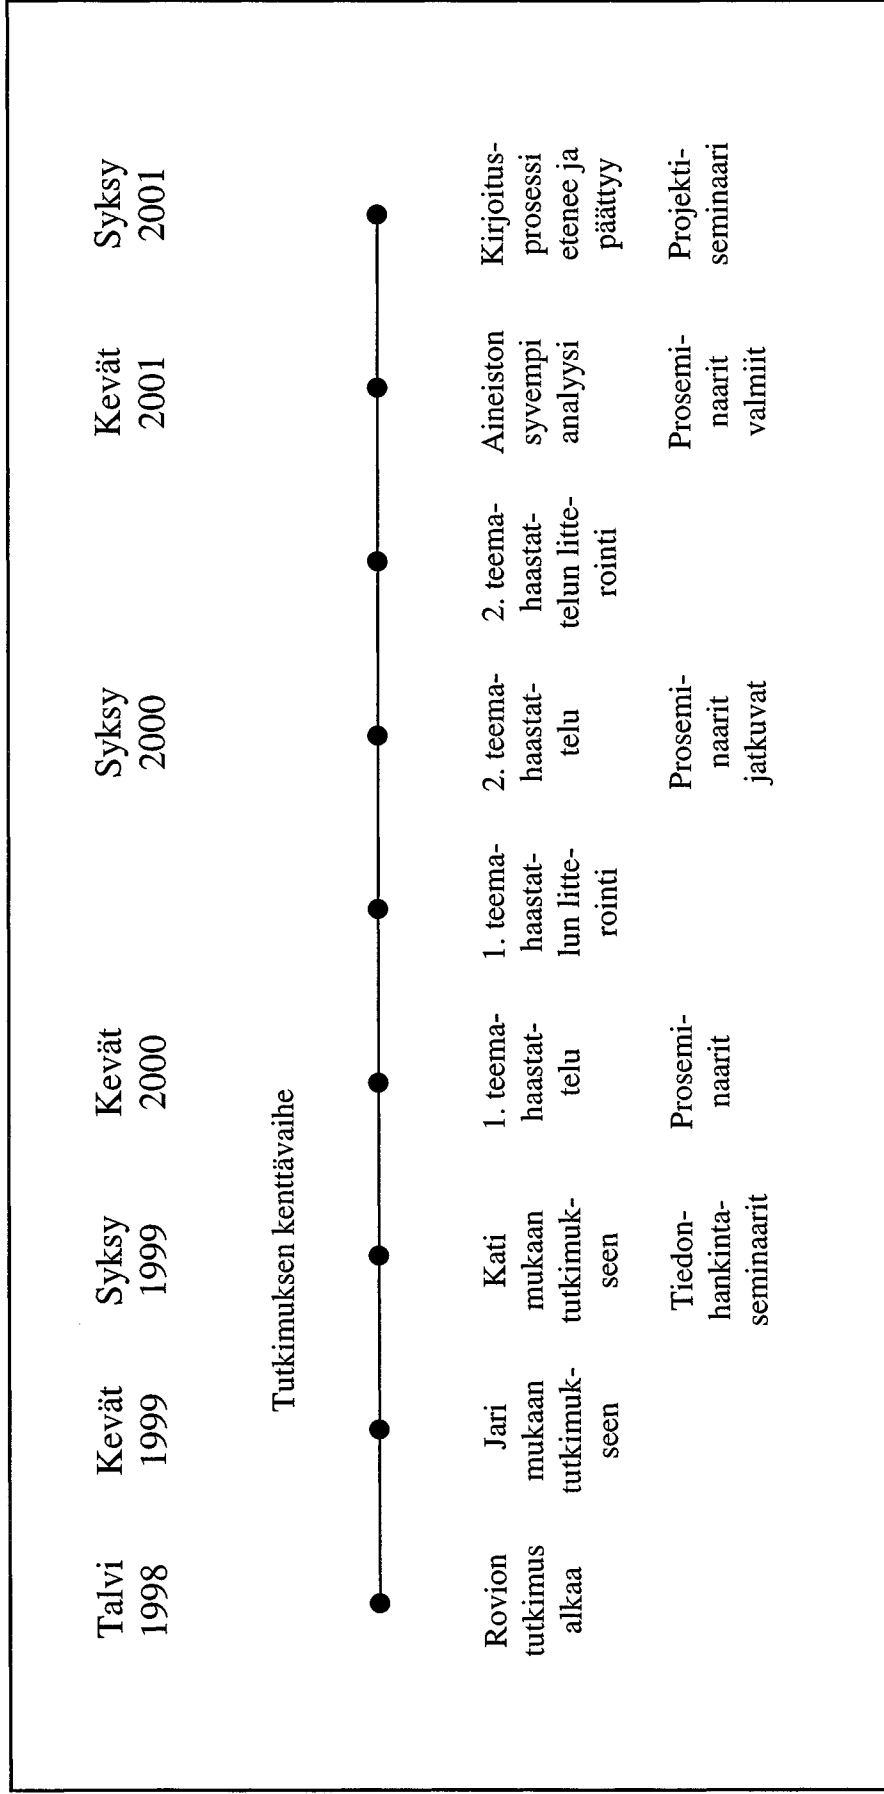 Talvi
1998
Kevät
1999
Syksy
1999
Kevät
2000
Syksy
2000
Kevät
2001
Syksy
2001
Tutkimuksen kenttävaihe
Rovion
tutkimus
alkaa
Jari
mukaan
tutkimuk-
seen
Kati
mukaan
tutkimuk-
seen
1. teema-
haastat-
telu
1. teema-
haastat-
lun litte-
rointi
2. teema-
haastat-
telu
2. teema-
haastat-
telun litte-
rointi
Aineiston
syvempi
analyysi
Kirjoitus-
prosessi
etenee ja
päättyy
Tiedon-
hankinta-
seminaarit
Prosemi-
naarit
Prosemi-
naarit
jatkuvat
Prosemi-
naarit
valmiit
Projekti-
seminaari